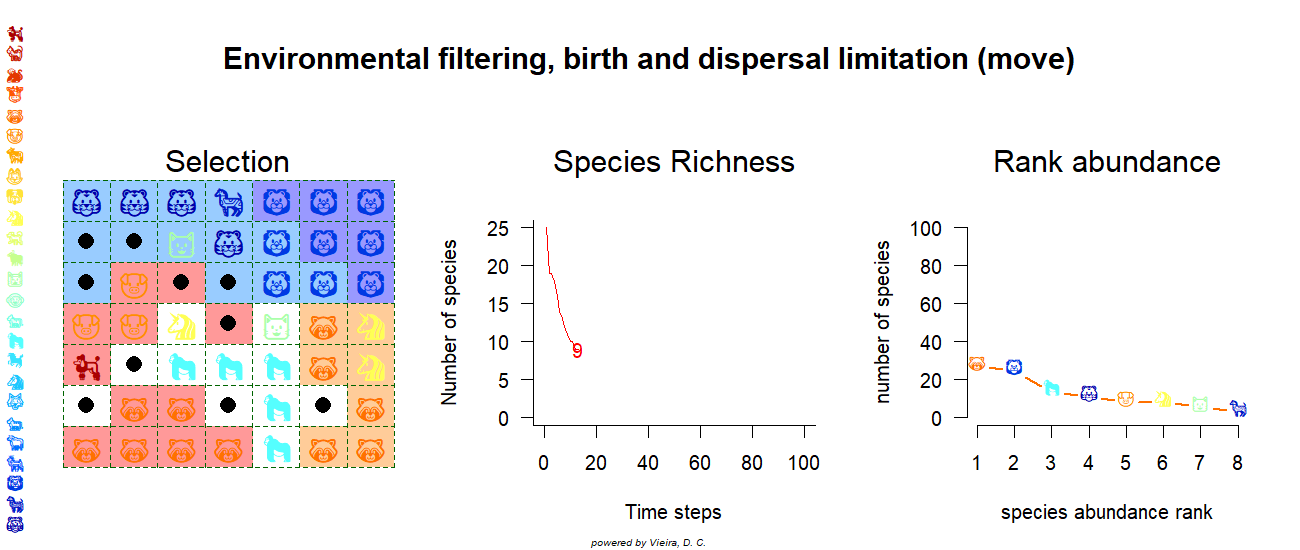 Environmental filtering, birth and dispersal limitation (move)
Selection
Species Richness
Number of species
25
20
15
10
5
0
9
0 20 40 60 80 100
Time steps
Rank abundance
number of species
100
80
60
40
20
0
1 2 3 4 5 6 7 8
species abundance rank
powered by Vieira, D. C.